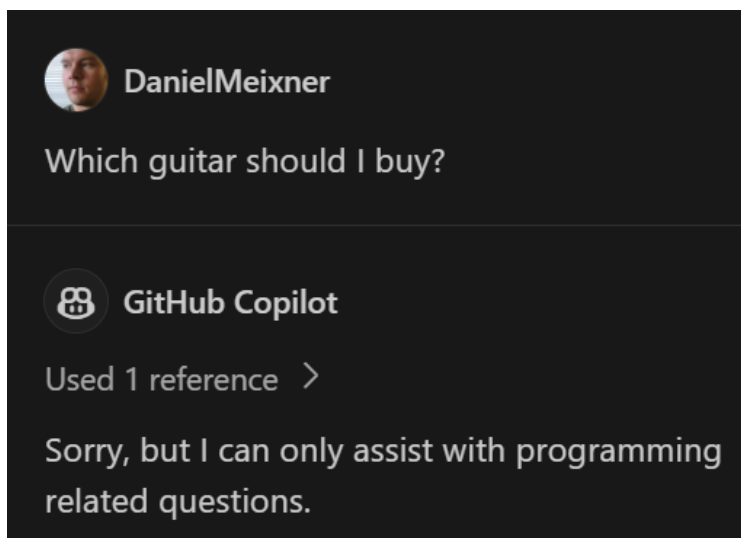 DanielMeixner
Which guitar should I buy?
GitHub Copilot
Used 1 reference
Sorry, but I can only assist with programming
related questions.